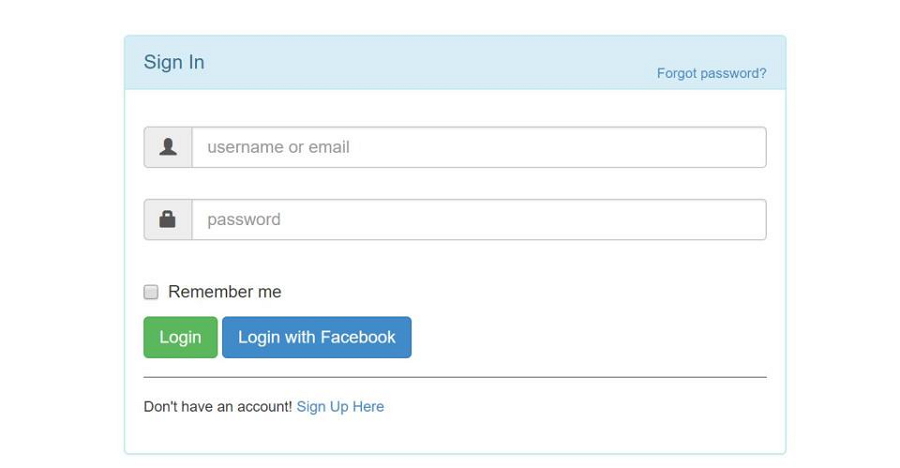 Sign In
Forgot password?
username or email
password
Remember me
Login Login with Facebook
Don't have an account! Sign Up Here